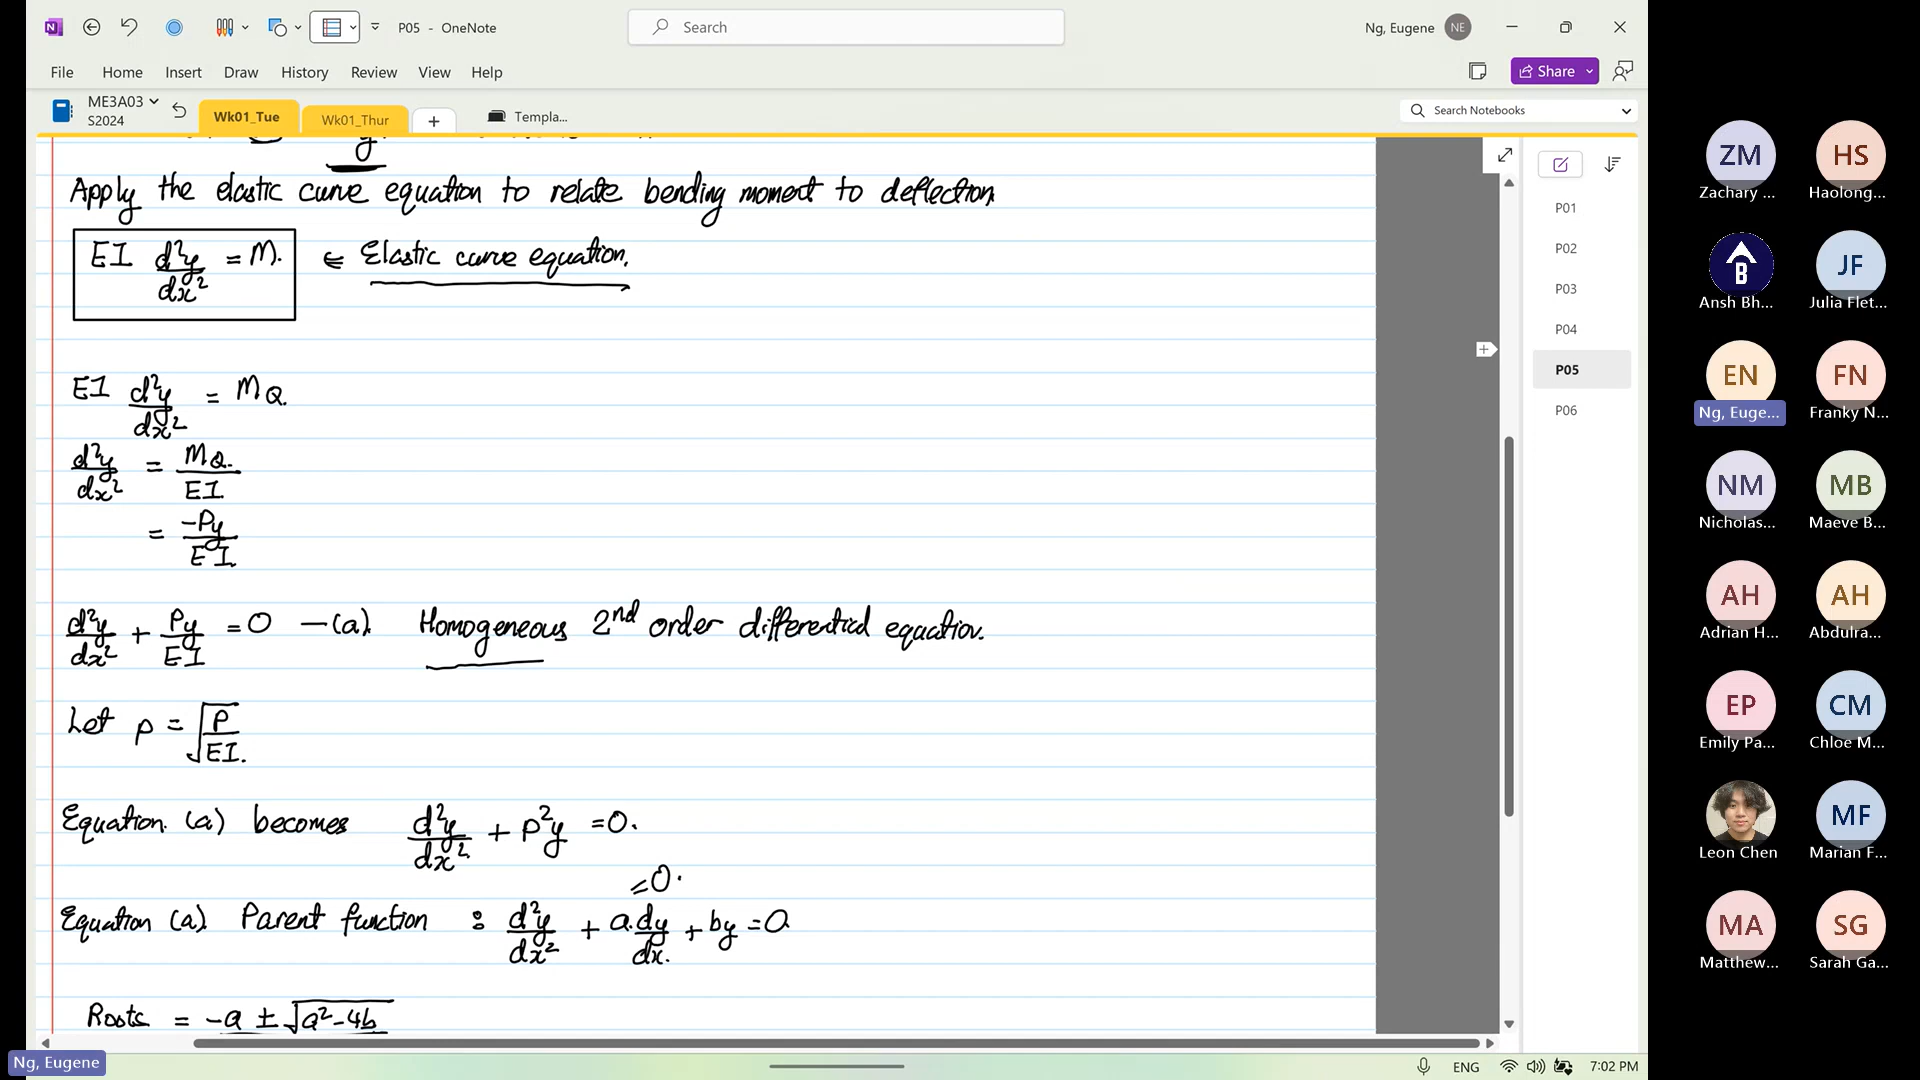 P05 - OneNote
Search
Ng, Eugene
NE
File Home Insert Draw History Review View Help
Share
ME3A03
S2024
Wk01_Tue
Wk01_Thur
Templa...
Search Notebooks
Apply the elastic curve equation to relate bending moment to deflection
EI d²y/dx² = M. ⇐ Elastic curve equation.
EI d²y/dx² = MQ.
d²y/dx² = MQ./EI.
= -Py/EI.
d²y/dx² + Py/EI = 0 —(a). Homogeneous 2nd order differential equation.
Let p = √(P/EI.)
Equation. (a) becomes d²y/dx². + p²y = 0.
= 0.
Equation (a). Parent function : d²y/dx² + a.dy/dx. + by = 0
Roots = -a ± √(a²-4b)
P01
P02
P03
P04
P05
P06
ZM
Zachary ...
HS
Haolong...
B
Ansh Bh...
JF
Julia Flet...
EN
Ng, Euge...
FN
Franky N...
NM
Nicholas...
MB
Maeve B...
AH
Adrian H...
AH
Abdulra...
EP
Emily Pa...
CM
Chloe M...
Leon Chen
MF
Marian F...
MA
Matthew...
SG
Sarah Ga...
Ng, Eugene
ENG
7:02 PM